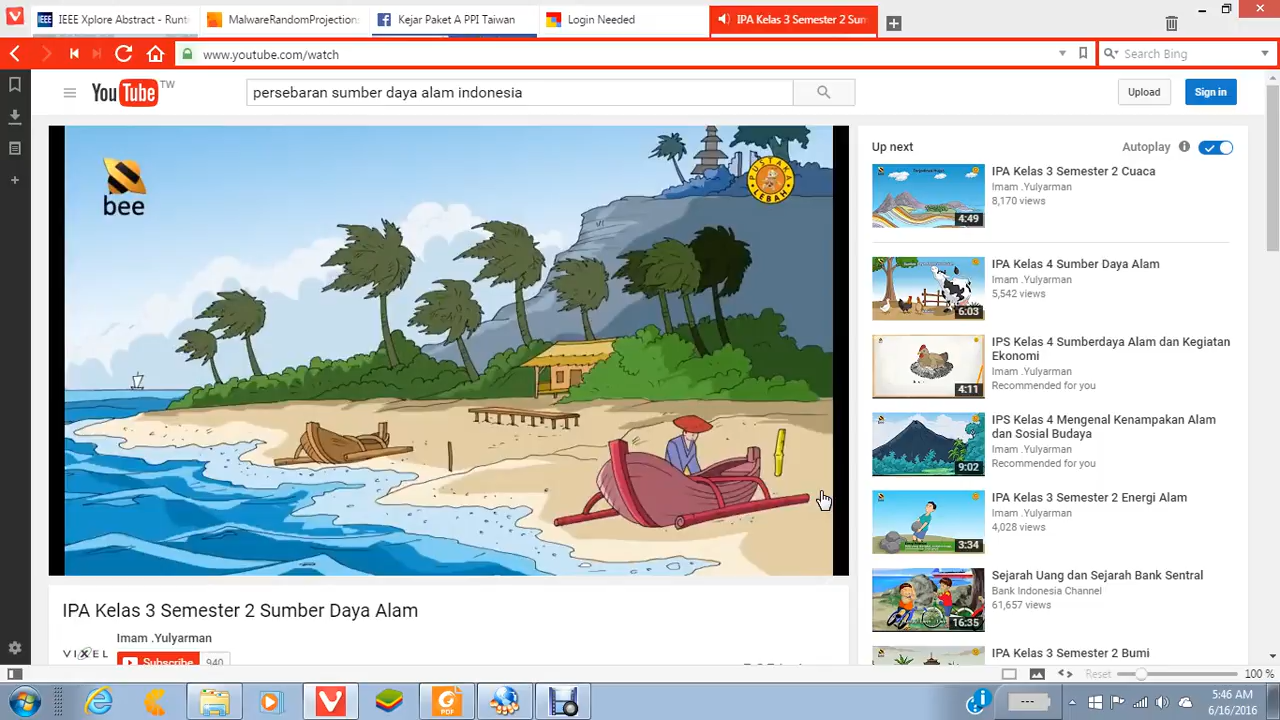 IEEE Xplore Abstract - Runt
MalwareRandomProjections
Kejar Paket A PPI Taiwan
Login Needed
IPA Kelas 3 Semester 2 Sum
www.youtube.com/watch
Search Bing
YouTube TW
persebaran sumber daya alam indonesia
Upload
Sign in
bee
PUSTAKA
LEBAH
Up next
Autoplay
IPA Kelas 3 Semester 2 Cuaca
Imam .Yulyarman
8,170 views
4:49
IPA Kelas 4 Sumber Daya Alam
Imam .Yulyarman
5,542 views
6:03
IPS Kelas 4 Sumberdaya Alam dan Kegiatan
Ekonomi
Imam .Yulyarman
Recommended for you
4:11
IPS Kelas 4 Mengenal Kenampakan Alam
dan Sosial Budaya
Imam .Yulyarman
Recommended for you
9:02
IPA Kelas 3 Semester 2 Energi Alam
Imam .Yulyarman
4,028 views
3:34
Sejarah Uang dan Sejarah Bank Sentral
Bank Indonesia Channel
61,657 views
16:35
IPA Kelas 3 Semester 2 Bumi
IPA Kelas 3 Semester 2 Sumber Daya Alam
VIXEL
Imam .Yulyarman
Subscribe 940
Reset
100 %
PDF
5:46 AM
6/16/2016